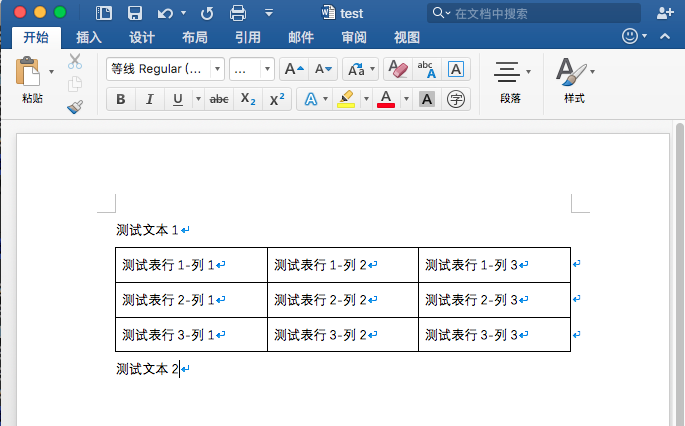 test
在文档中搜索
开始 插入 设计 布局 引用 邮件 审阅 视图
粘贴
等线 Regular (... ... A A Aa A abc A A
B I U abc X2 X2 A A A 字
段落 样式
测试文本 1
测试表行 1-列 1 测试表行 1-列 2 测试表行 1-列 3
测试表行 2-列 1 测试表行 2-列 2 测试表行 2-列 3
测试表行 3-列 1 测试表行 3-列 2 测试表行 3-列 3
测试文本 2